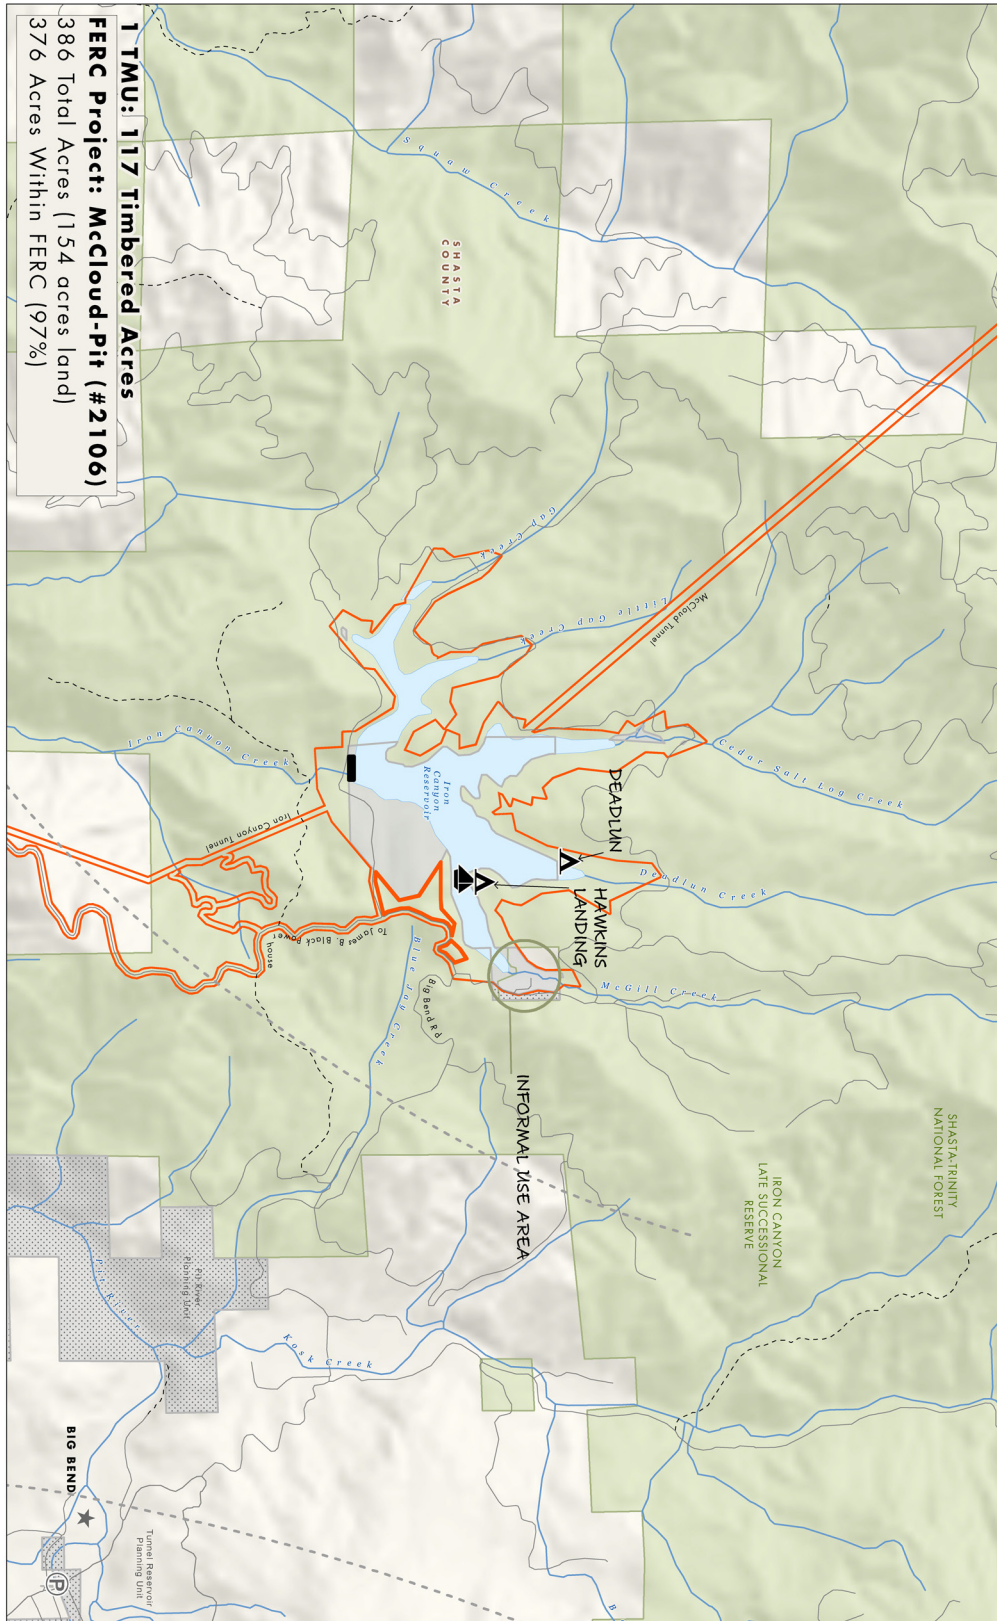 1 TMU: 117 Timbered Acres
FERC Project: McCloud-Pit (#2106)
386 Total Acres (154 acres land)
376 Acres Within FERC (97%)
Squaw Creek
SHASTA
COUNTY
Gap Creek
Little Gap Creek
McCloud Tunnel
Cedar Salt Log Creek
Iron Canyon Creek
Iron
Canyon
Reservoir
DEADLUN
Deadlun Creek
HAWKINS
LANDING
Iron Canyon Tunnel
To James B. Black Power
house
Blue Jay Creek
Big Bend Rd
McGill Creek
INFORMAL USE AREA
SHASTA-TRINITY
NATIONAL FOREST
IRON CANYON
LATE SUCCESSIONAL
RESERVE
Pit River
Planning Unit
Pit River
Kosk Creek
BIG BEND
Tunnel Reservoir
Planning Unit
P
B